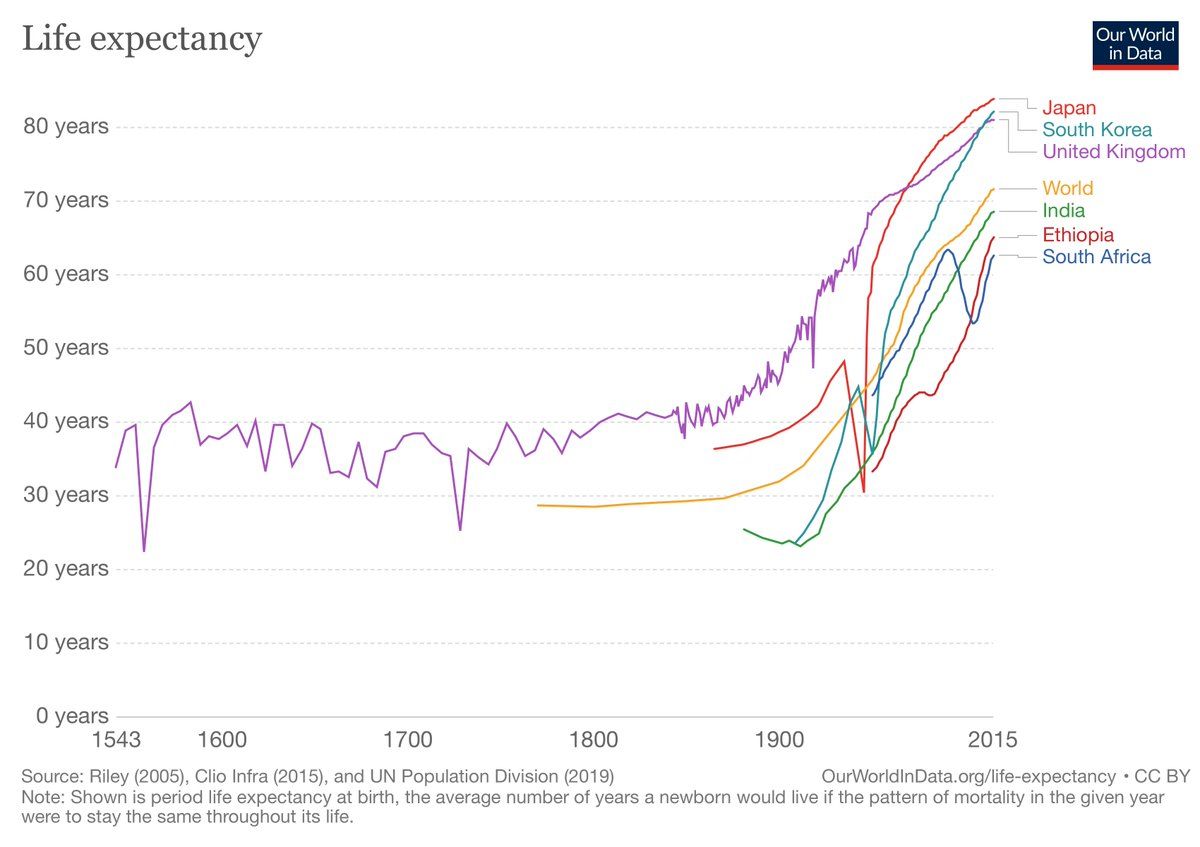 Life expectancy
Our World
in Data
80 years
70 years
60 years
50 years
40 years
30 years
20 years
10 years
0 years
1543
1600
1700
1800
1900
2015
Japan
South Korea
United Kingdom
World
India
Ethiopia
South Africa
Source: Riley (2005), Clio Infra (2015), and UN Population Division (2019)
OurWorldInData.org/life-expectancy • CC BY
Note: Shown is period life expectancy at birth, the average number of years a newborn would live if the pattern of mortality in the given year
were to stay the same throughout its life.